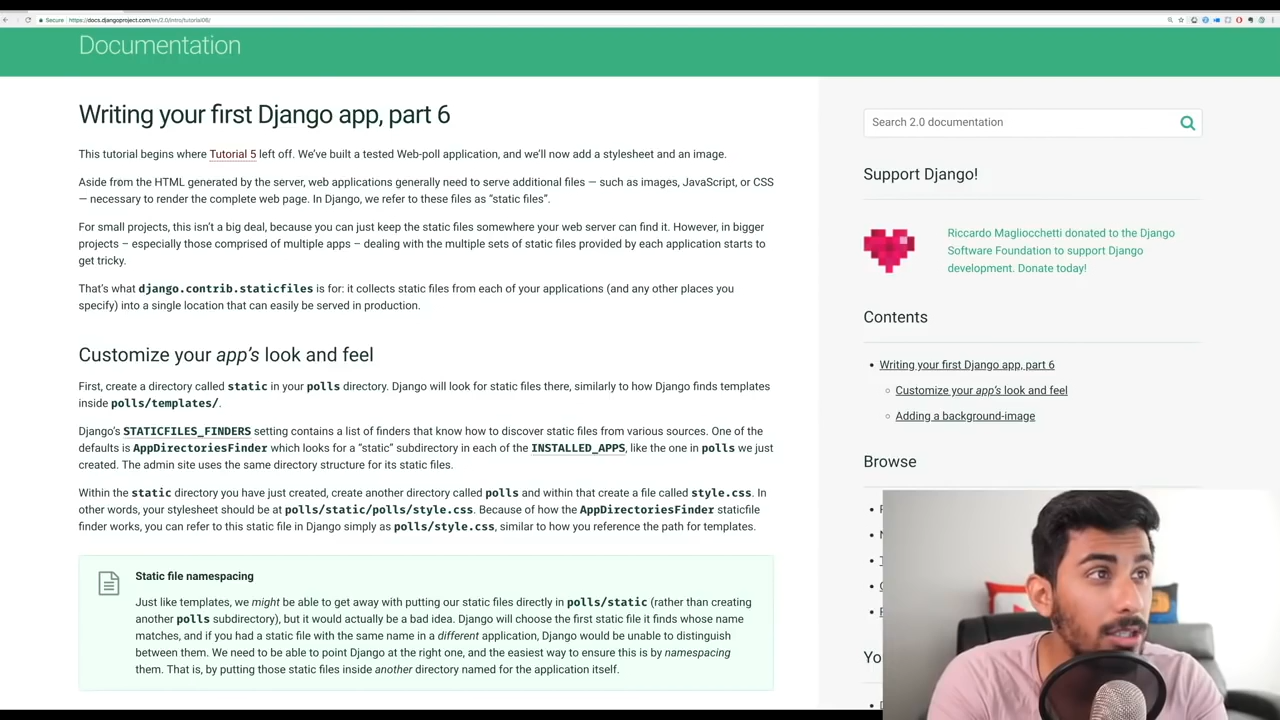 Secure https://docs.djangoproject.com/en/2.0/intro/tutorial06/
Documentation
Writing your first Django app, part 6
This tutorial begins where Tutorial 5 left off. We've built a tested Web-poll application, and we'll now add a stylesheet and an image.
Aside from the HTML generated by the server, web applications generally need to serve additional files — such as images, JavaScript, or CSS
— necessary to render the complete web page. In Django, we refer to these files as “static files”.
For small projects, this isn't a big deal, because you can just keep the static files somewhere your web server can find it. However, in bigger
projects – especially those comprised of multiple apps – dealing with the multiple sets of static files provided by each application starts to
get tricky.
That's what django.contrib.staticfiles is for: it collects static files from each of your applications (and any other places you
specify) into a single location that can easily be served in production.
Customize your app's look and feel
First, create a directory called static in your polls directory. Django will look for static files there, similarly to how Django finds templates
inside polls/templates/.
Django's STATICFILES_FINDERS setting contains a list of finders that know how to discover static files from various sources. One of the
defaults is AppDirectoriesFinder which looks for a “static” subdirectory in each of the INSTALLED_APPS, like the one in polls we just
created. The admin site uses the same directory structure for its static files.
Within the static directory you have just created, create another directory called polls and within that create a file called style.css. In
other words, your stylesheet should be at polls/static/polls/style.css. Because of how the AppDirectoriesFinder staticfile
finder works, you can refer to this static file in Django simply as polls/style.css, similar to how you reference the path for templates.
Static file namespacing
Just like templates, we might be able to get away with putting our static files directly in polls/static (rather than creating
another polls subdirectory), but it would actually be a bad idea. Django will choose the first static file it finds whose name
matches, and if you had a static file with the same name in a different application, Django would be unable to distinguish
between them. We need to be able to point Django at the right one, and the easiest way to ensure this is by namespacing
them. That is, by putting those static files inside another directory named for the application itself.
Search 2.0 documentation
Support Django!
Riccardo Magliocchetti donated to the Django
Software Foundation to support Django
development. Donate today!
Contents
Writing your first Django app, part 6
Customize your app's look and feel
Adding a background-image
Browse